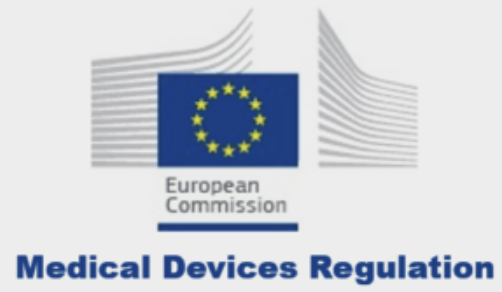 European
Commission
Medical Devices Regulation